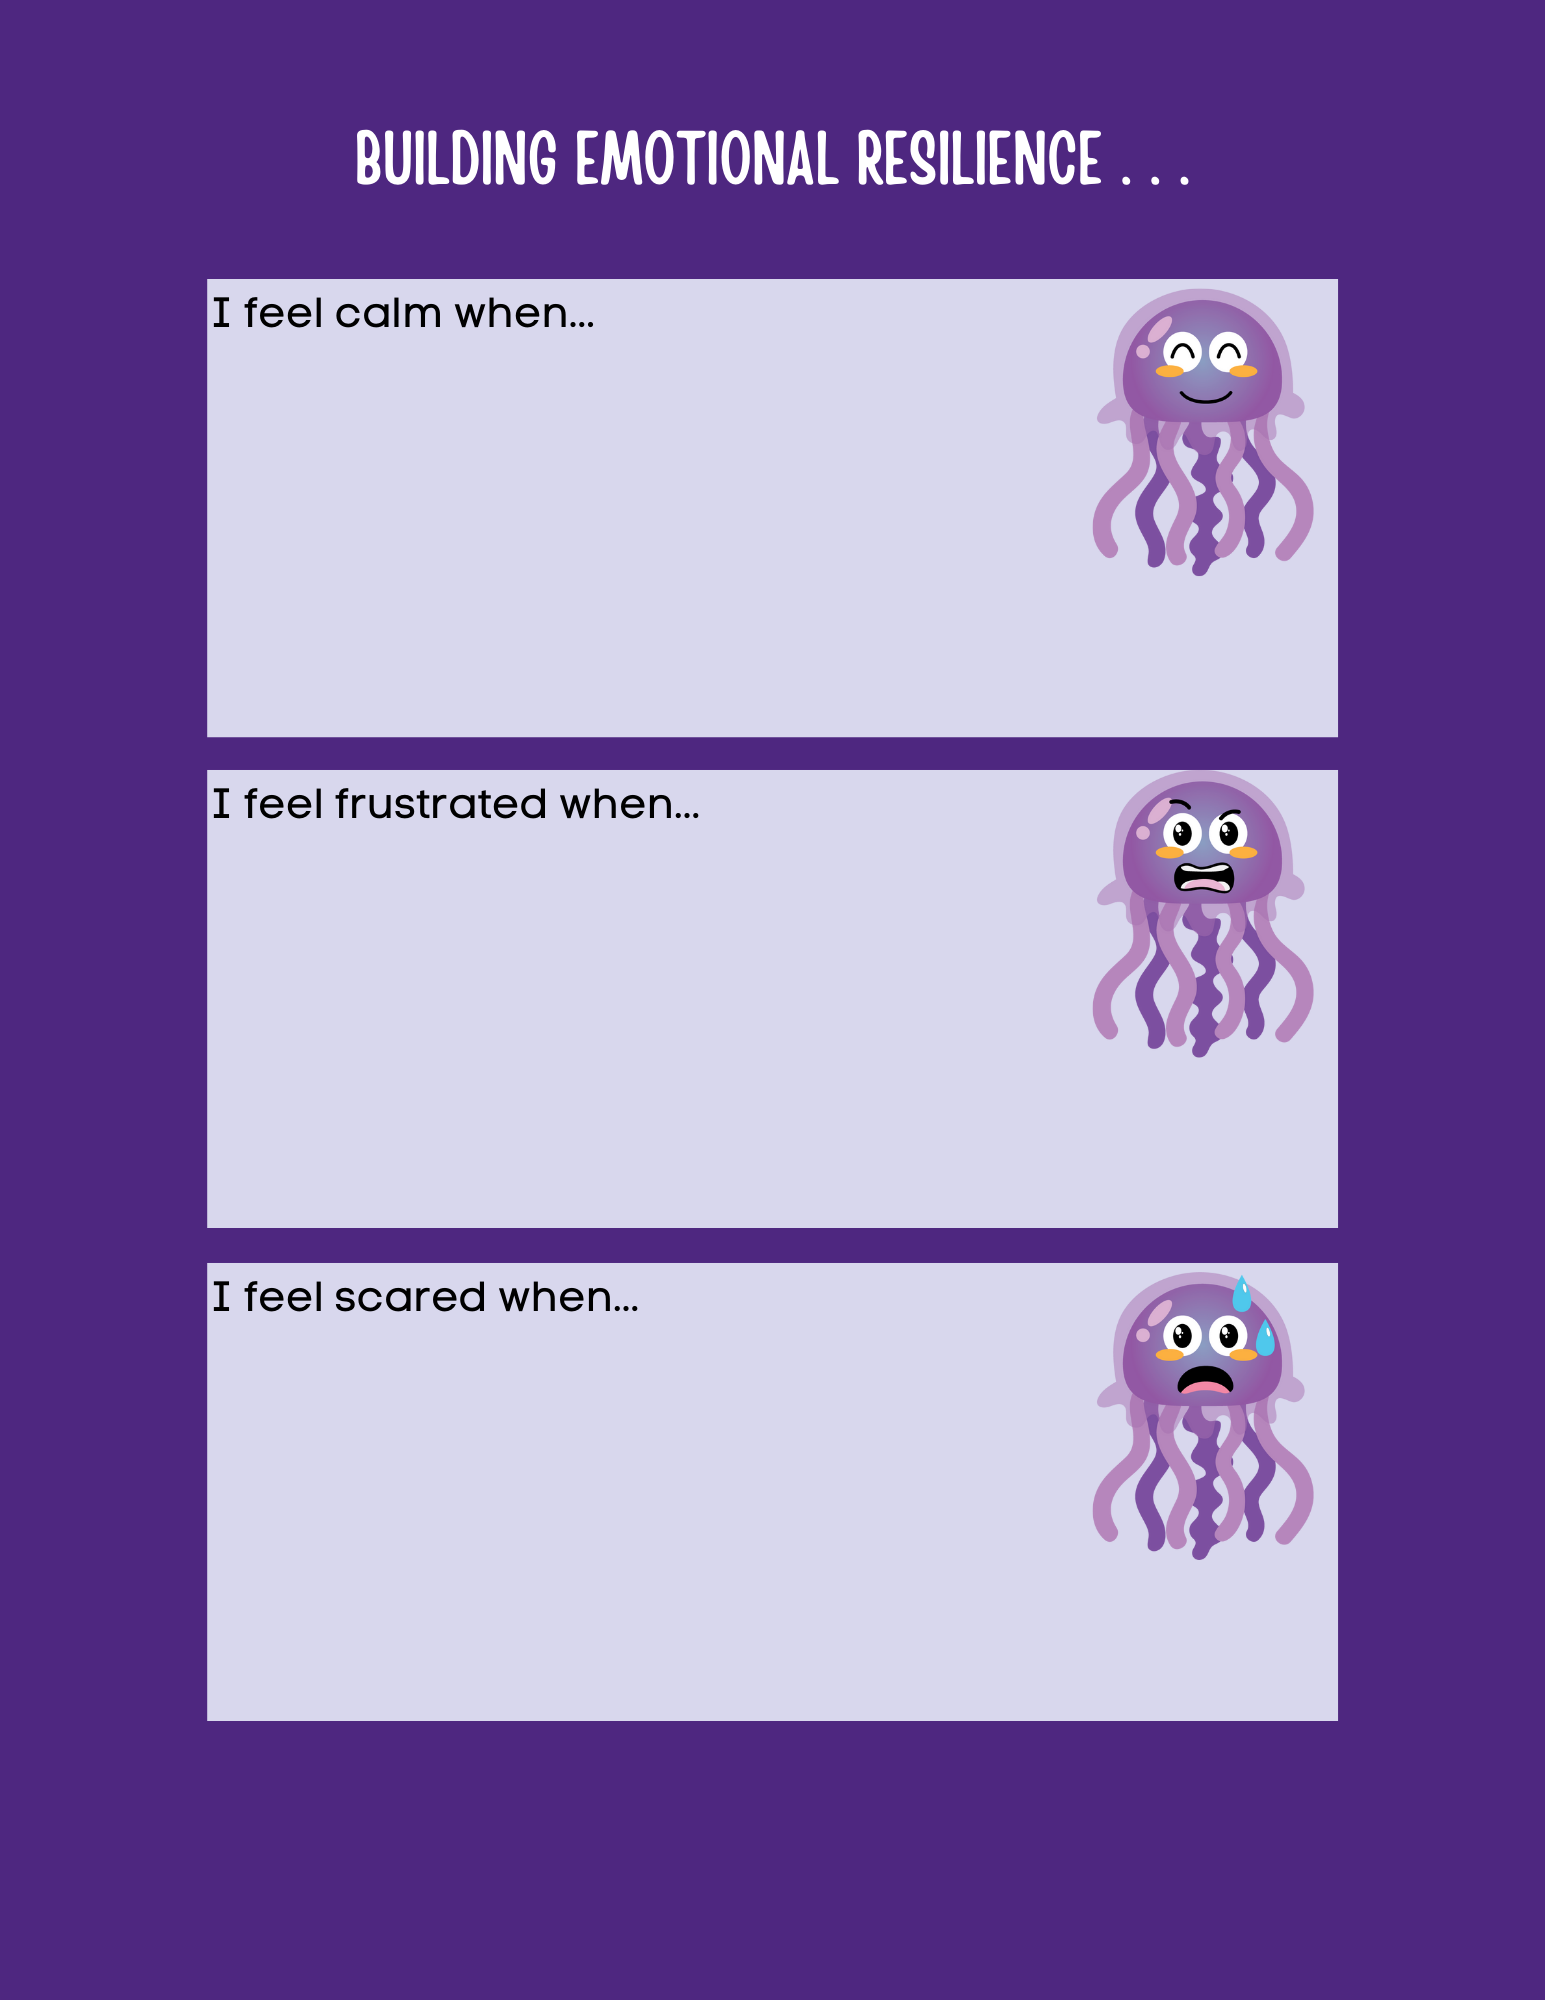 BUILDING EMOTIONAL RESILIENCE . . .
I feel calm when...
I feel frustrated when...
I feel scared when...